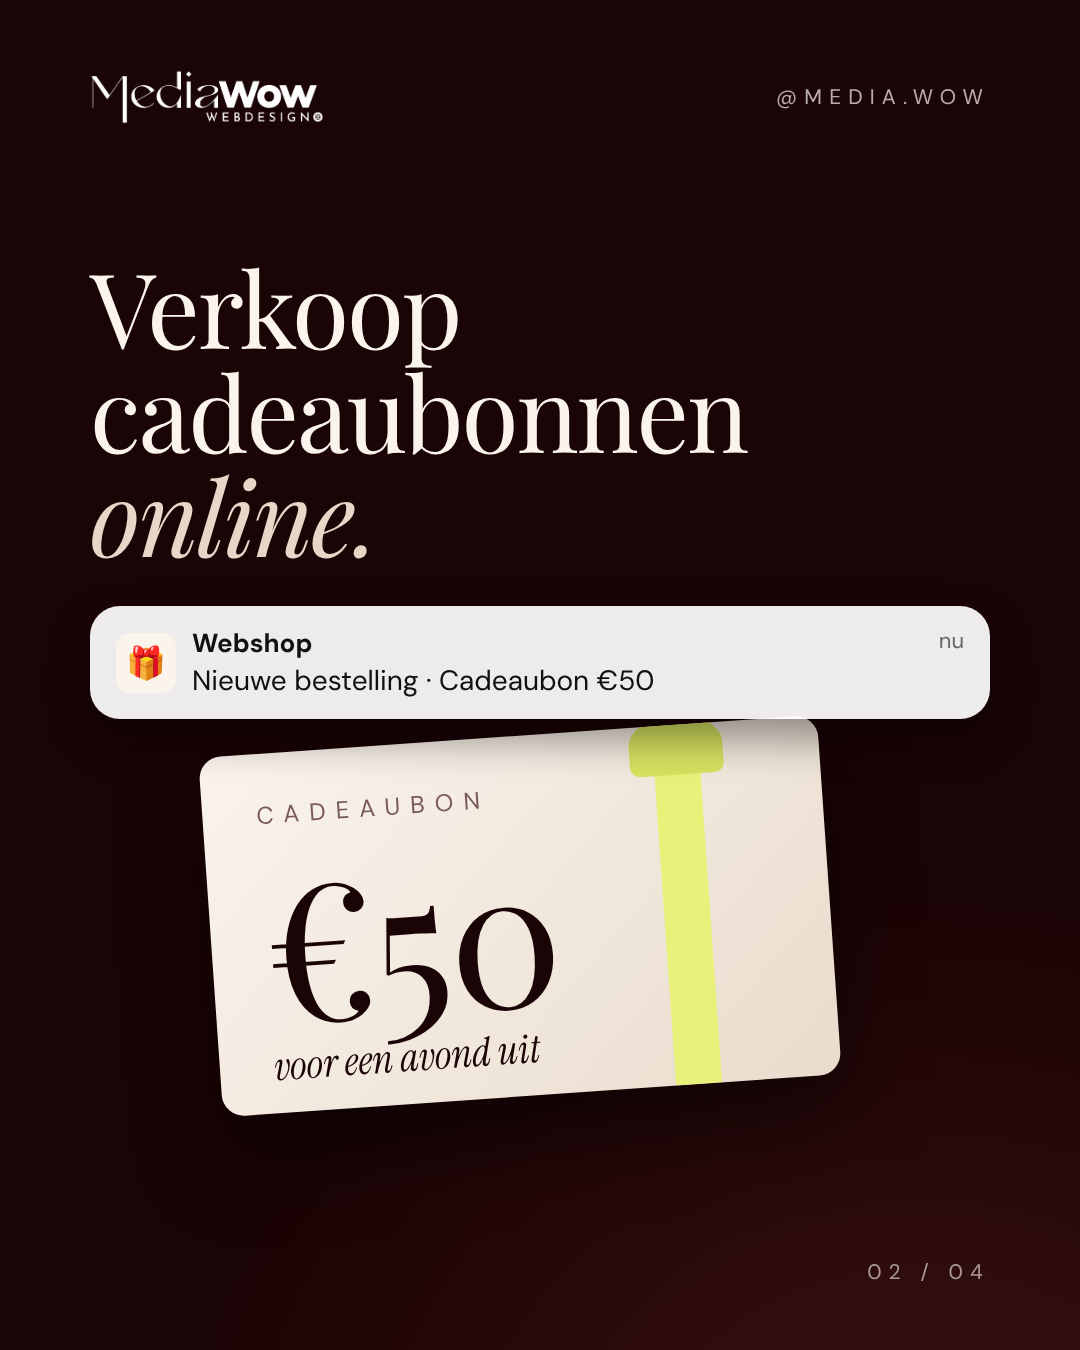 MediaWow
WEBDESIGN
@MEDIA.WOW
Verkoop
cadeaubonnen
online.
Webshop
nu
Nieuwe bestelling · Cadeaubon €50
CADEAUBON
€50
voor een avond uit
02 / 04